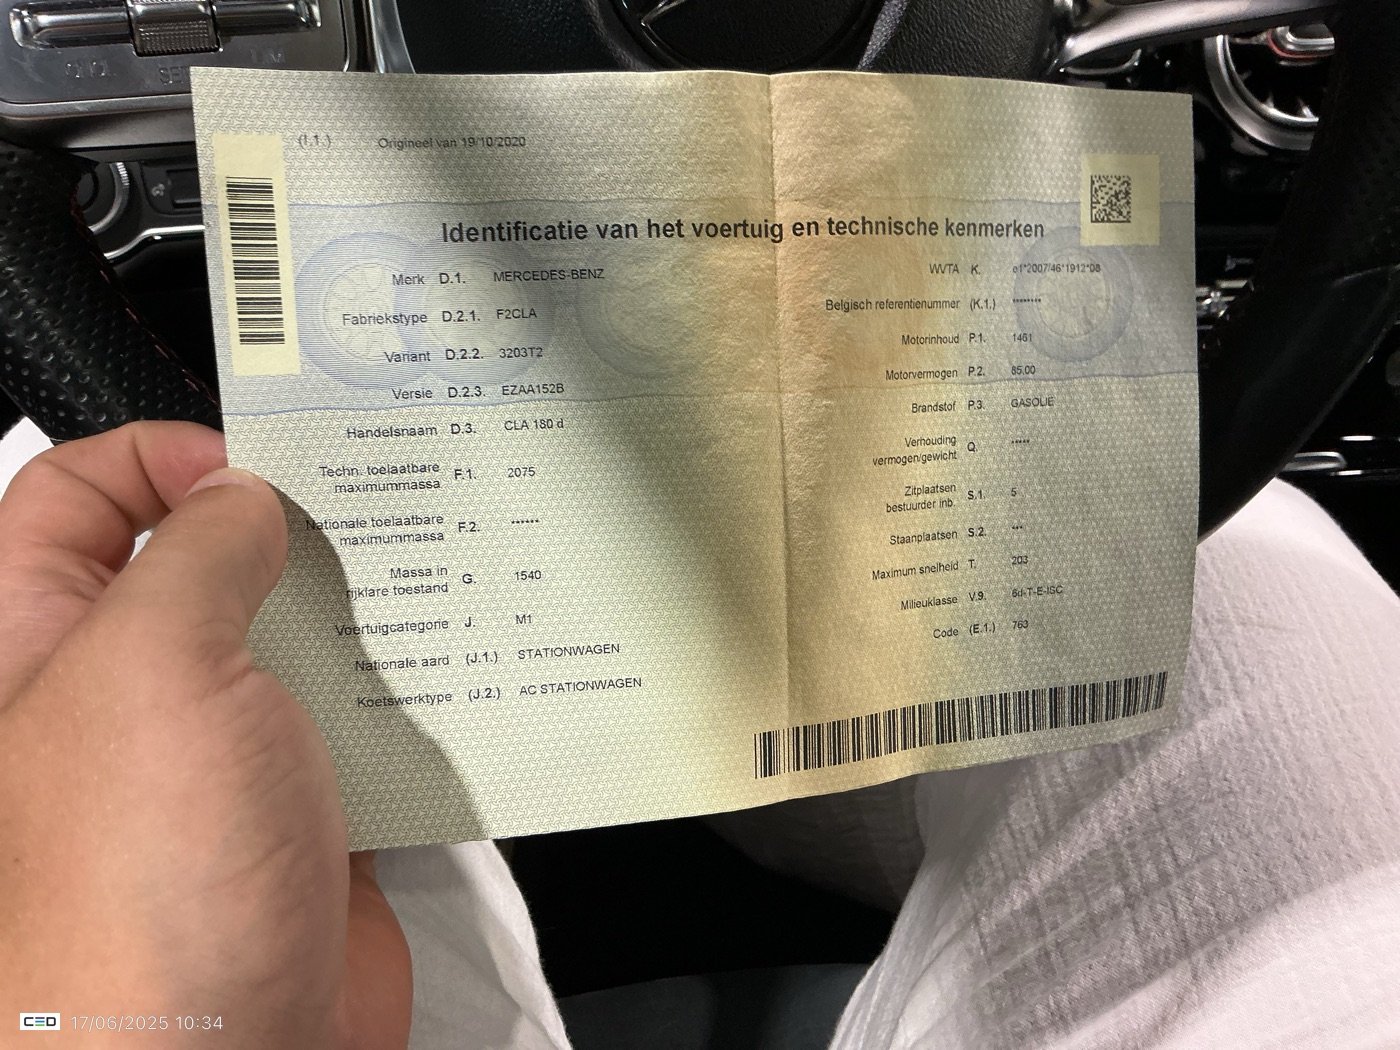 (I.1.) Origineel van 19/10/2020
Identificatie van het voertuig en technische kenmerken
Merk D.1. MERCEDES-BENZ
Fabriekstype D.2.1. F2CLA
Variant D.2.2. 3203T2
Versie D.2.3. EZAA152B
Handelsnaam D.3. CLA 180 d
Techn. toelaatbare
maximummassa F.1. 2075
Nationale toelaatbare
maximummassa F.2. ******
Massa in
rijklare toestand G. 1540
Voertuigcategorie J. M1
Nationale aard (J.1.) STATIONWAGEN
Koetswerktype (J.2.) AC STATIONWAGEN
WVTA K. e1*2007/46*1912*08
Belgisch referentienummer (K.1.) ********
Motorinhoud P.1. 1461
Motorvermogen P.2. 85.00
Brandstof P.3. GASOLIE
Verhouding
vermogen/gewicht Q. *****
Zitplaatsen
bestuurder inb. S.1. 5
Staanplaatsen S.2. ***
Maximum snelheid T. 203
Milieuklasse V.9. 6d-T-E-ISC
Code (E.1.) 763
CED 17/06/2025 10:34